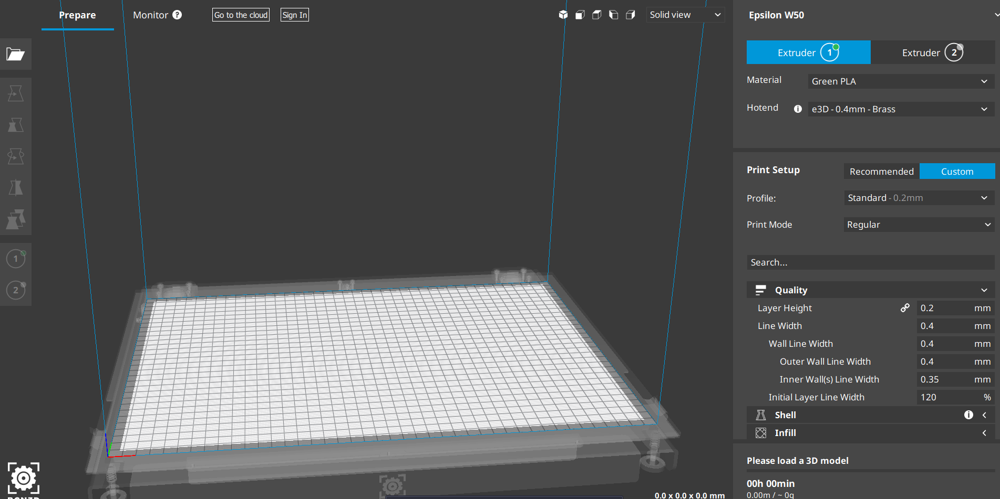 Prepare
Monitor ?
Go to the cloud
Sign In
Solid view
Epsilon W50
Extruder 1
Extruder 2
Material
Green PLA
Hotend
e3D - 0.4mm - Brass
Print Setup
Recommended
Custom
Profile:
Standard - 0.2mm
Print Mode
Regular
Search...
Quality
Layer Height 0.2 mm
Line Width 0.4 mm
Wall Line Width 0.4 mm
Outer Wall Line Width 0.4 mm
Inner Wall(s) Line Width 0.35 mm
Initial Layer Line Width 120 %
Shell
Infill
1
2
Please load a 3D model
00h 00min
0.00m / ~ 0g
0.0 x 0.0 x 0.0 mm